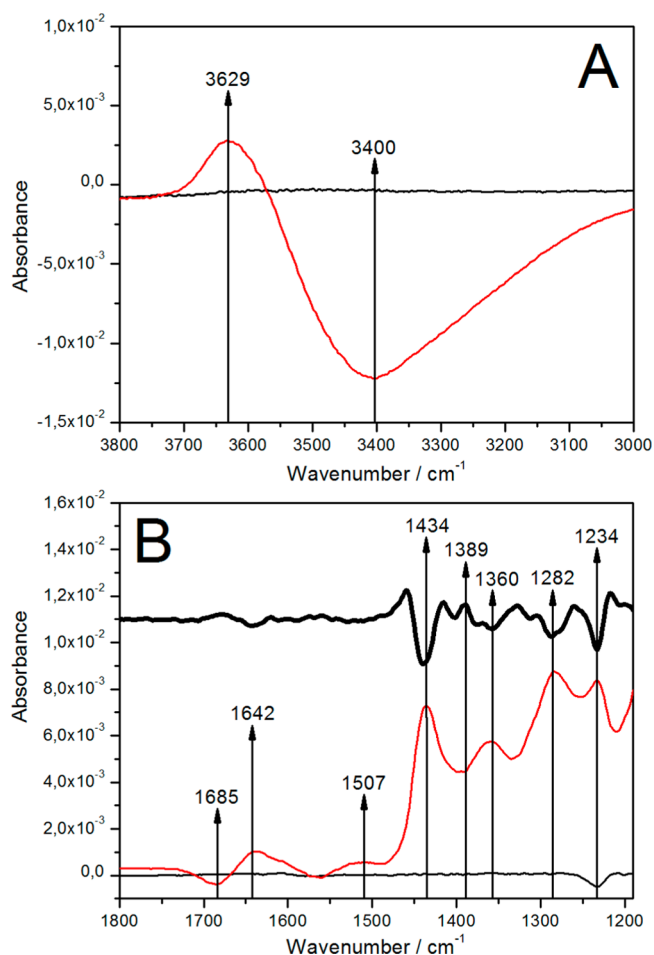 A
1,0x10⁻²
5,0x10⁻³
0,0
-5,0x10⁻³
-1,0x10⁻²
-1,5x10⁻²
Absorbance
3629
3400
3800 3700 3600 3500 3400 3300 3200 3100 3000
Wavenumber / cm⁻¹
B
1,6x10⁻²
1,4x10⁻²
1,2x10⁻²
1,0x10⁻²
8,0x10⁻³
6,0x10⁻³
4,0x10⁻³
2,0x10⁻³
0,0
Absorbance
1685
1642
1507
1434
1389
1360
1282
1234
1800 1700 1600 1500 1400 1300 1200
Wavenumber / cm⁻¹